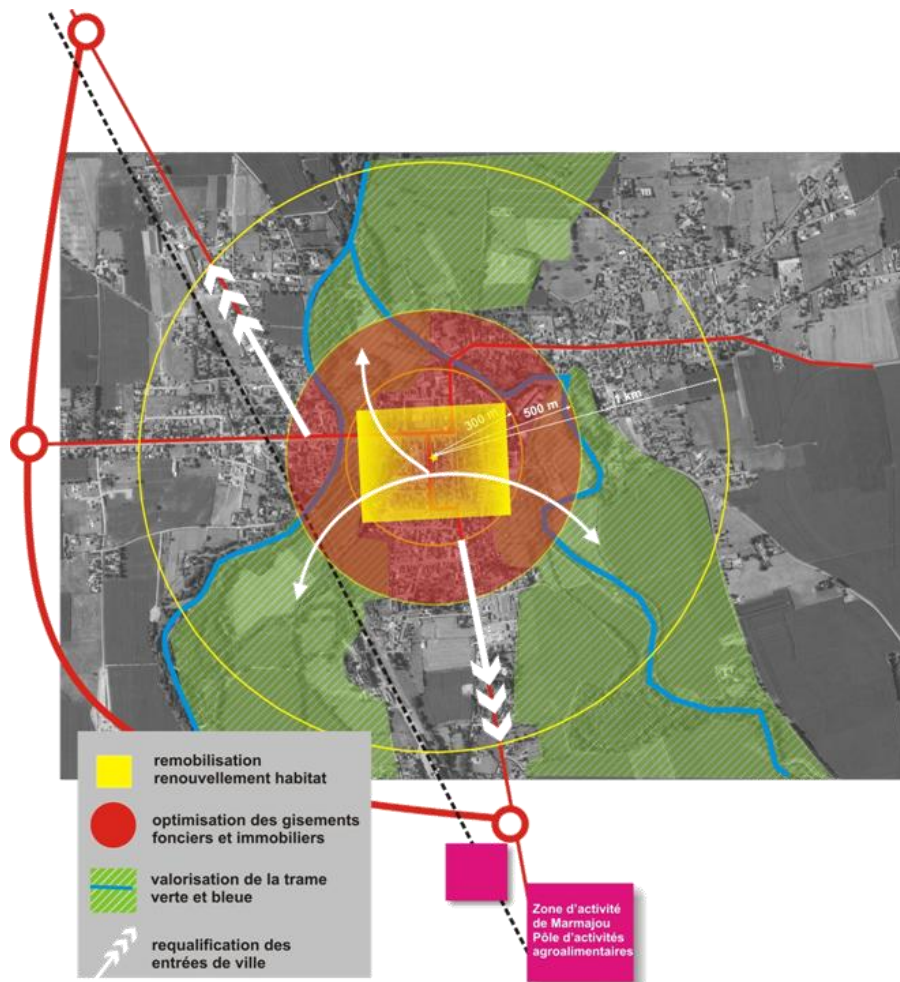 300 m
500 m
1 km
remobilisation
renouvellement habitat
optimisation des gisements
fonciers et immobiliers
valorisation de la trame
verte et bleue
requalification des
entrées de ville
Zone d'activité
de Marmajou
Pôle d'activités
agroalimentaires